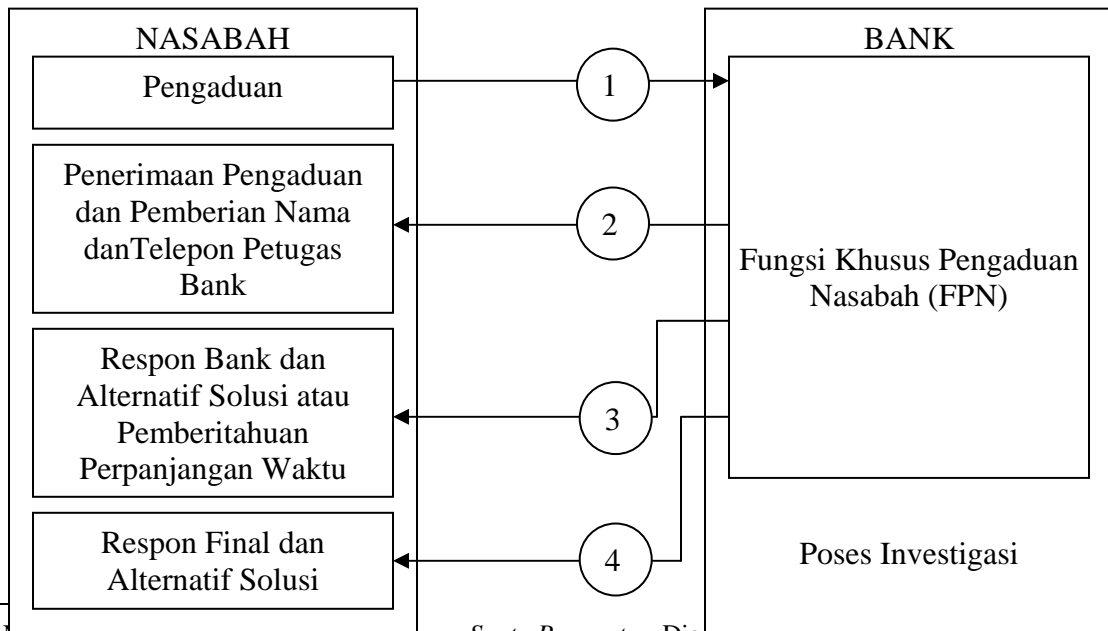 NASABAH
Pengaduan
Penerimaan Pengaduan
dan Pemberian Nama
danTelepon Petugas
Bank
Respon Bank dan
Alternatif Solusi atau
Pemberitahuan
Perpanjangan Waktu
Respon Final dan
Alternatif Solusi
1
2
3
4
BANK
Fungsi Khusus Pengaduan
Nasabah (FPN)
Poses Investigasi